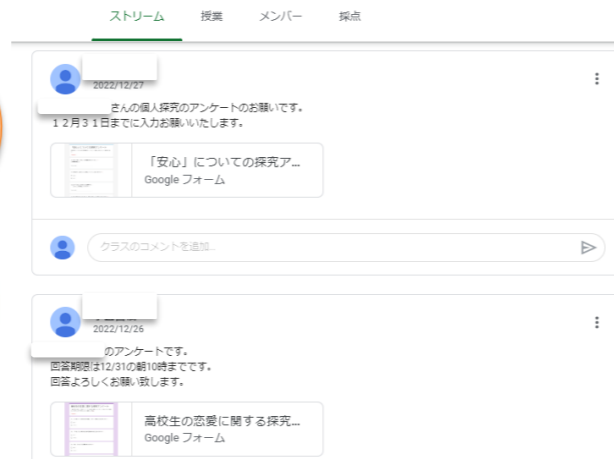 ストリーム 授業 メンバー 採点
2022/12/27
さんの個人探究のアンケートのお願いです。
12月31日までに入力お願いいたします。
「安心」についての探究ア...
Google フォーム
クラスのコメントを追加...
2022/12/26
のアンケートです。
回答期限は12/31の朝10時までです。
回答よろしくお願い致します。
高校生の恋愛に関する探究...
Google フォーム